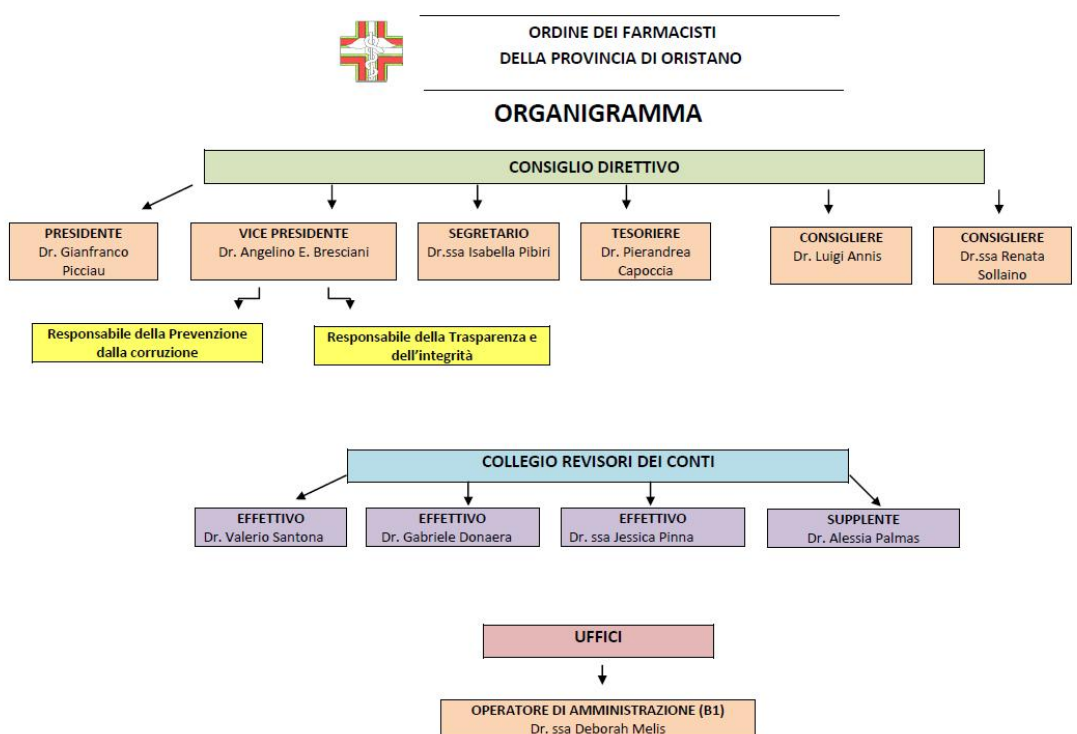 ORDINE DEI FARMACISTI
DELLA PROVINCIA DI ORISTANO
ORGANIGRAMMA
CONSIGLIO DIRETTIVO
PRESIDENTE
Dr. Gianfranco
Picciau
VICE PRESIDENTE
Dr. Angelino E. Bresciani
SEGRETARIO
Dr.ssa Isabella Pibiri
TESORIERE
Dr. Pierandrea
Capoccia
CONSIGLIERE
Dr. Luigi Annis
CONSIGLIERE
Dr.ssa Renata
Sollaino
Responsabile della Prevenzione
dalla corruzione
Responsabile della Trasparenza e
dell'integrità
COLLEGIO REVISORI DEI CONTI
EFFETTIVO
Dr. Valerio Santona
EFFETTIVO
Dr. Gabriele Donaera
EFFETTIVO
Dr. ssa Jessica Pinna
SUPPLENTE
Dr. Alessia Palmas
UFFICI
OPERATORE DI AMMINISTRAZIONE (B1)
Dr. ssa Deborah Melis